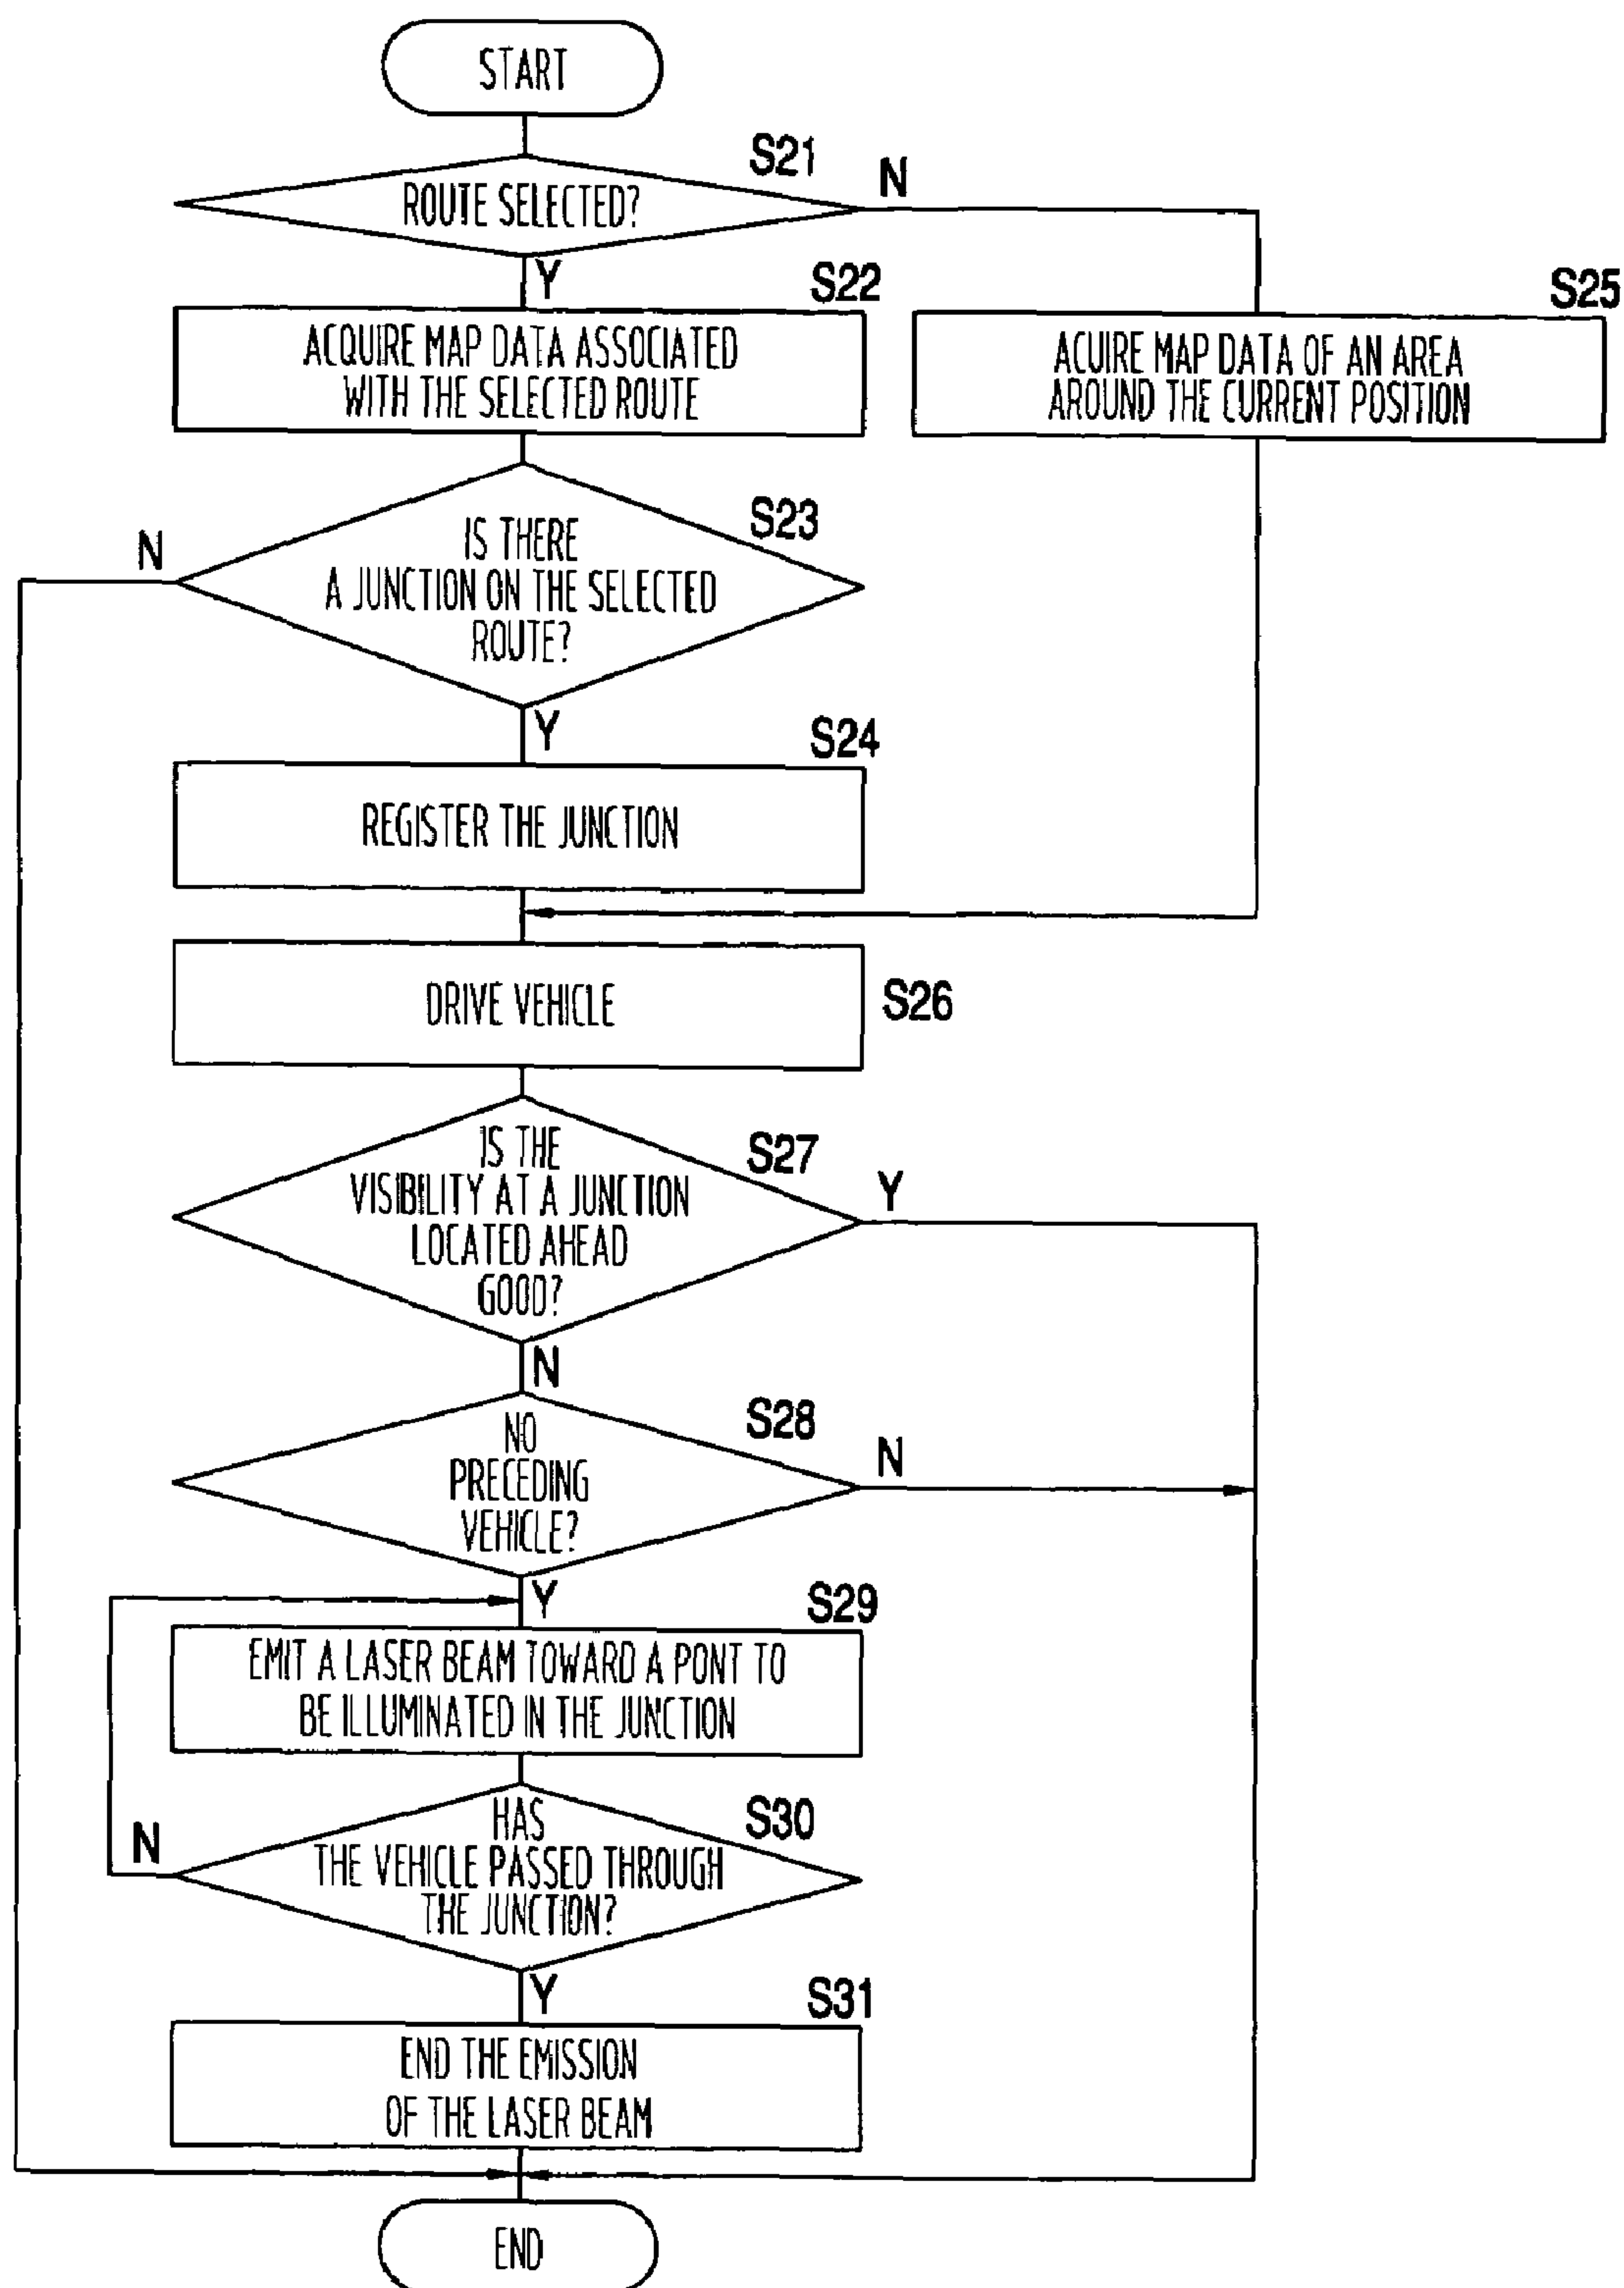 START
S21
ROUTE SELECTED?
N
Y
S22
ACQUIRE MAP DATA ASSOCIATED
WITH THE SELECTED ROUTE
S25
ACUIRE MAP DATA OF AN AREA
AROUND THE CURRENT POSITION
S23
N
IS THERE
A JUNCTION ON THE SELECTED
ROUTE?
Y
S24
REGISTER THE JUNCTION
DRIVE VEHICLE
S26
IS THE
VISIBILITY AT A JUNCTION
LOCATED AHEAD
GOOD?
S27
Y
N
S28
NO
PRECEDING
VEHICLE?
N
Y
S29
EMIT A LASER BEAM TOWARD A PONT TO
BE ILLUMINATED IN THE JUNCTION
S30
HAS
THE VEHICLE PASSED THROUGH
THE JUNCTION?
N
Y
S31
END THE EMISSION
OF THE LASER BEAM
END